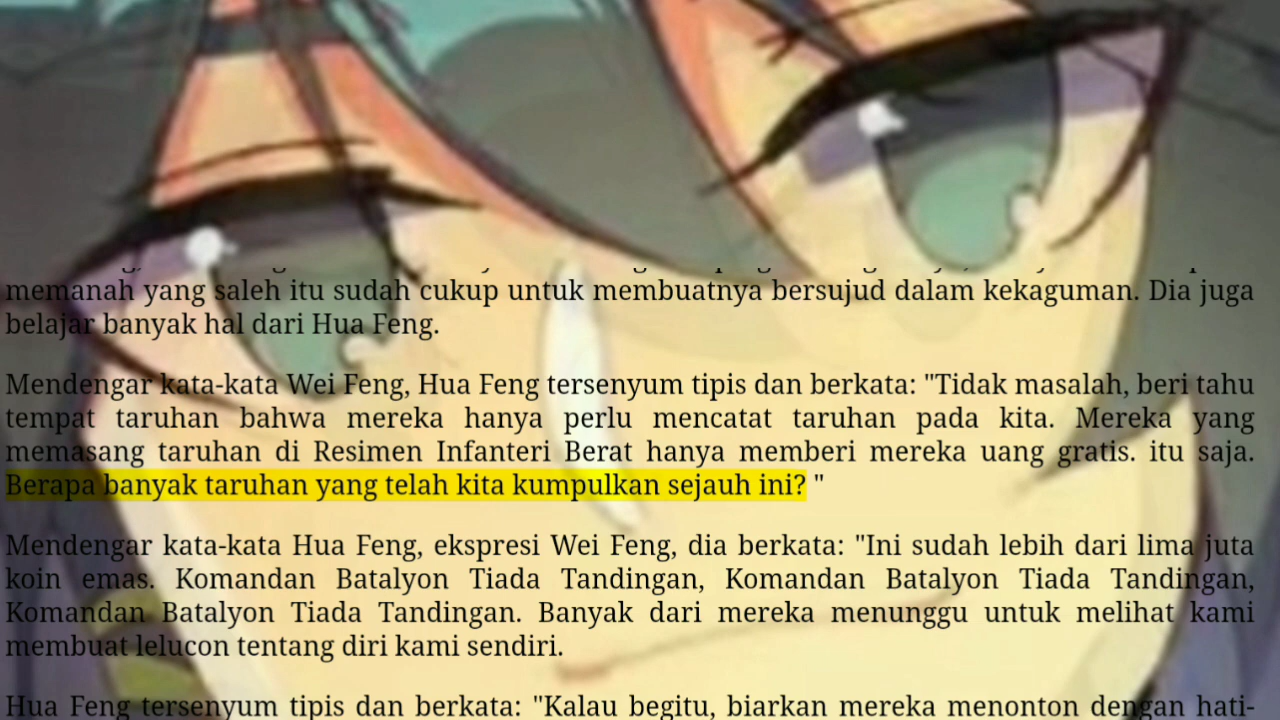 memanah yang saleh itu sudah cukup untuk membuatnya bersujud dalam kekaguman. Dia juga
belajar banyak hal dari Hua Feng.
Mendengar kata-kata Wei Feng, Hua Feng tersenyum tipis dan berkata: "Tidak masalah, beri tahu
tempat taruhan bahwa mereka hanya perlu mencatat taruhan pada kita. Mereka yang
memasang taruhan di Resimen Infanteri Berat hanya memberi mereka uang gratis. itu saja.
Berapa banyak taruhan yang telah kita kumpulkan sejauh ini? "
Mendengar kata-kata Hua Feng, ekspresi Wei Feng, dia berkata: "Ini sudah lebih dari lima juta
koin emas. Komandan Batalyon Tiada Tandingan, Komandan Batalyon Tiada Tandingan,
Komandan Batalyon Tiada Tandingan. Banyak dari mereka menunggu untuk melihat kami
membuat lelucon tentang diri kami sendiri.
Hua Feng tersenyum tipis dan berkata: "Kalau begitu, biarkan mereka menonton dengan hati-